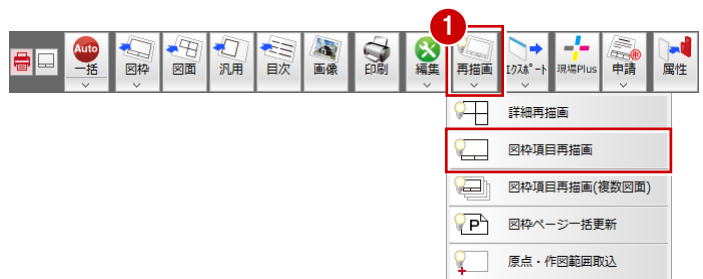 1
Auto
一括
図枠
図面
汎用
目次
画像
印刷
編集
再描画
ｴｸｽﾎﾟｰﾄ
現場Plus
申請
属性
詳細再描画
図枠項目再描画
図枠項目再描画(複数図面)
P
図枠ページ一括更新
原点・作図範囲取込